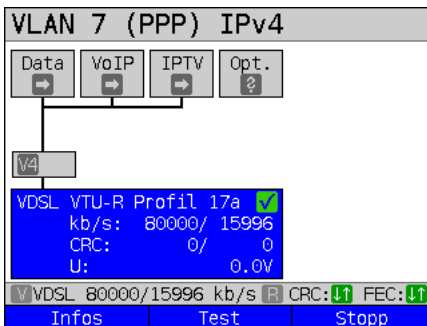 VLAN 7 (PPP) IPv4
Data VoIP IPTV Opt.
?
V4
VDSL VTU-R Profil 17a
kb/s: 80000/ 15996
CRC: 0/ 0
U: 0.0V
V VDSL 80000/15996 kb/s R CRC: FEC:
Infos Test Stopp